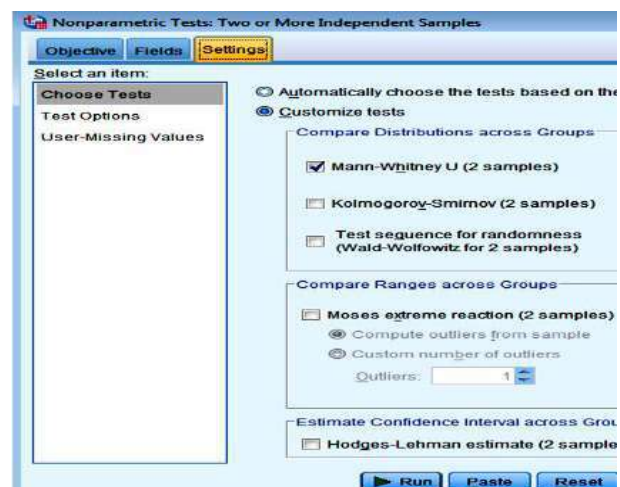 Nonparametric Tests: Two or More Independent Samples
Objective Fields Settings
Select an item:
Choose Tests
Test Options
User-Missing Values
Automatically choose the tests based on the
Customize tests
Compare Distributions across Groups
Mann-Whitney U (2 samples)
Kolmogorov-Smirnov (2 samples)
Test sequence for randomness
(Wald-Wolfowitz for 2 samples)
Compare Ranges across Groups
Moses extreme reaction (2 samples)
Compute outliers from sample
Custom number of outliers
Outliers: 1
Estimate Confidence Interval across Grou
Hodges-Lehman estimate (2 sample
Run Paste Reset